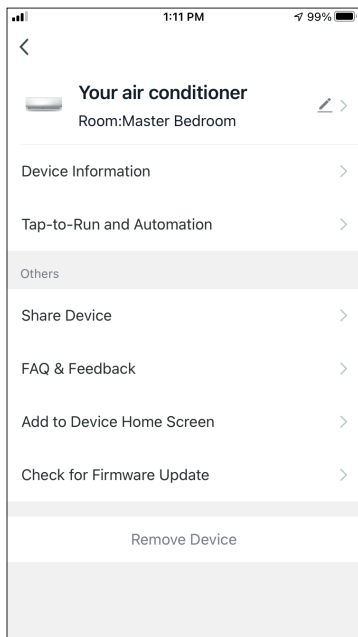 1:11 PM
99%
Your air conditioner
Room:Master Bedroom
Device Information
Tap-to-Run and Automation
Others
Share Device
FAQ & Feedback
Add to Device Home Screen
Check for Firmware Update
Remove Device